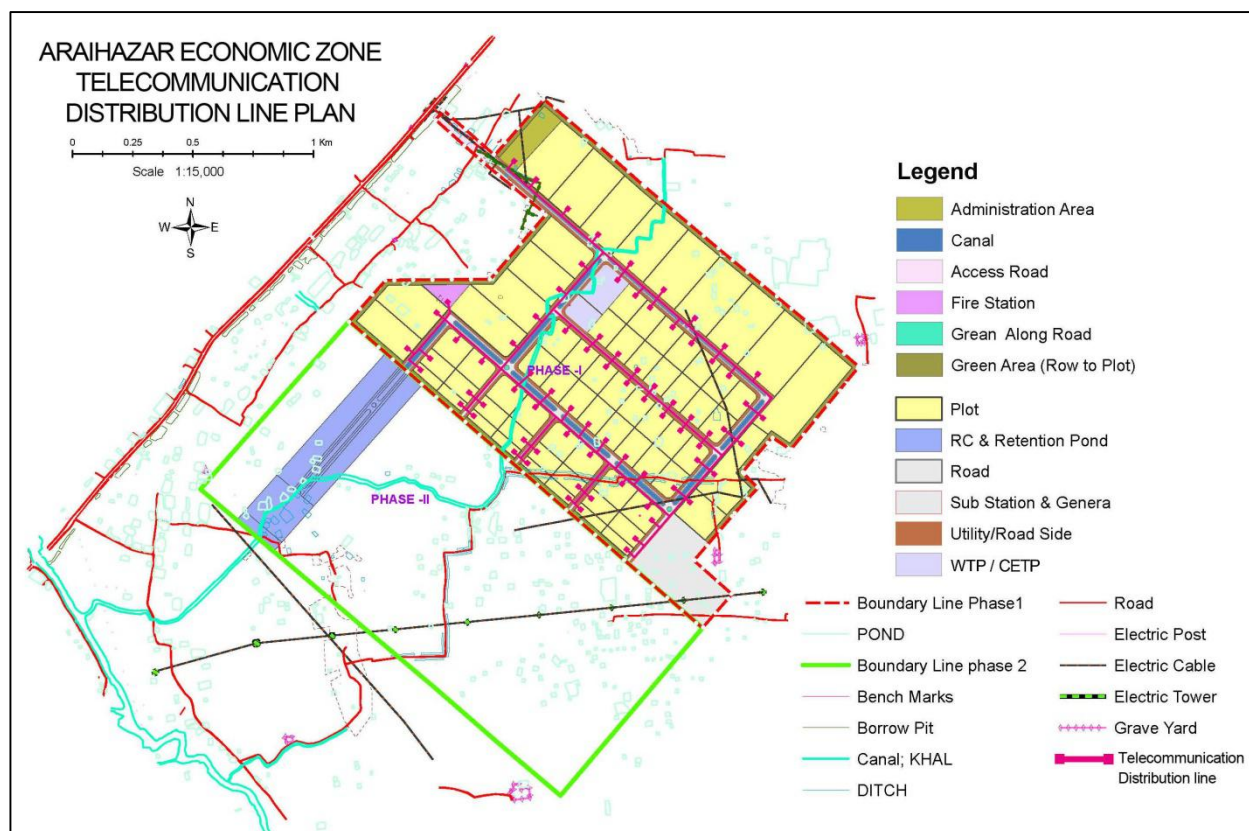 ARAIHAZAR ECONOMIC ZONE
TELECOMMUNICATION
DISTRIBUTION LINE PLAN
0 0.5 1 Km
Scale 1:15,000
N
W E
S
PHASE -I
PHASE -II
Legend
Administration Area
Canal
Access Road
Fire Station
Green Along Road
Green Area (Row to Plot)
Plot
RC & Retention Pond
Road
Sub Station & Genera
Utility/Road Side
WTP / CETP
Boundary Line Phase1
POND
Boundary Line phase 2
Bench Marks
Borrow Pit
Canal; KHAL
DITCH
Road
Electric Post
Electric Cable
Electric Tower
Grave Yard
Telecommunication
Distribution line